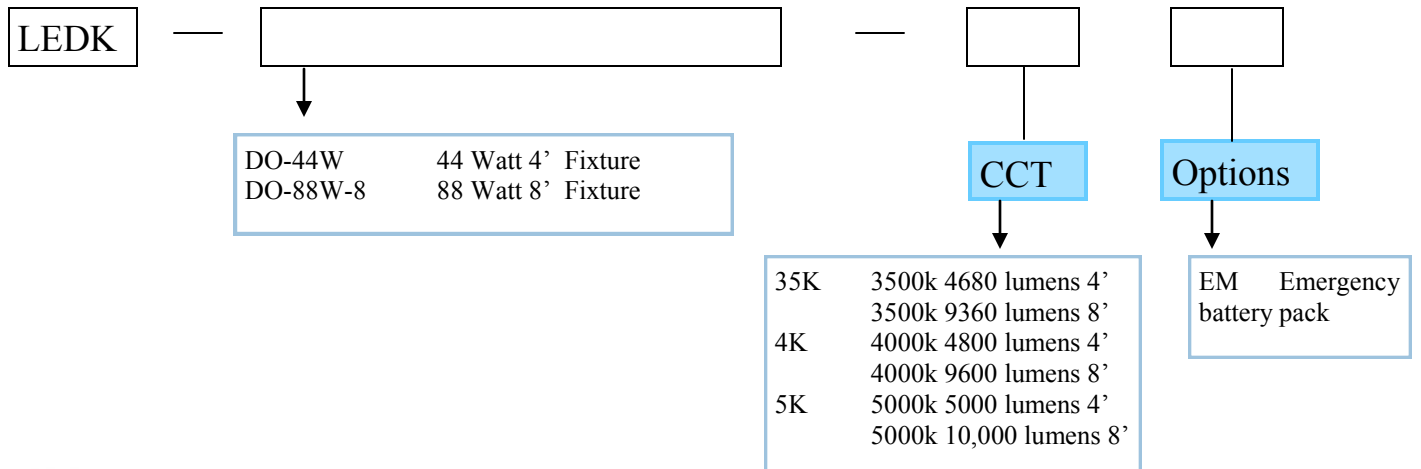 LEDK — —
DO-44W 44 Watt 4’ Fixture
DO-88W-8 88 Watt 8’ Fixture
CCT
Options
35K 3500k 4680 lumens 4’
3500k 9360 lumens 8’
4K 4000k 4800 lumens 4’
4000k 9600 lumens 8’
5K 5000k 5000 lumens 4’
5000k 10,000 lumens 8’
EM Emergency
battery pack